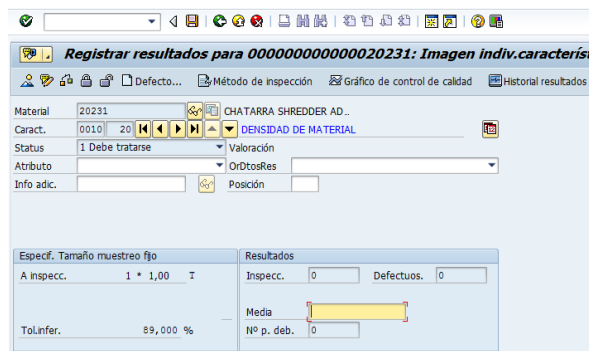 Registrar resultados para 000000000000020231: Imagen indiv.característ
Defecto... Método de inspección Gráfico de control de calidad Historial resultados
Material 20231 CHATARRA SHREDDER AD..
Caract. 0010 20 DENSIDAD DE MATERIAL
Status 1 Debe tratarse Valoración
Atributo OrDtosRes
Info adic. Posición
Especif. Tamaño muestreo fijo Resultados
A inspecc. 1 * 1,00 T Inspecc. 0 Defectuos. 0
Media
Tol.infer. 89,000 % Nº p. deb. 0